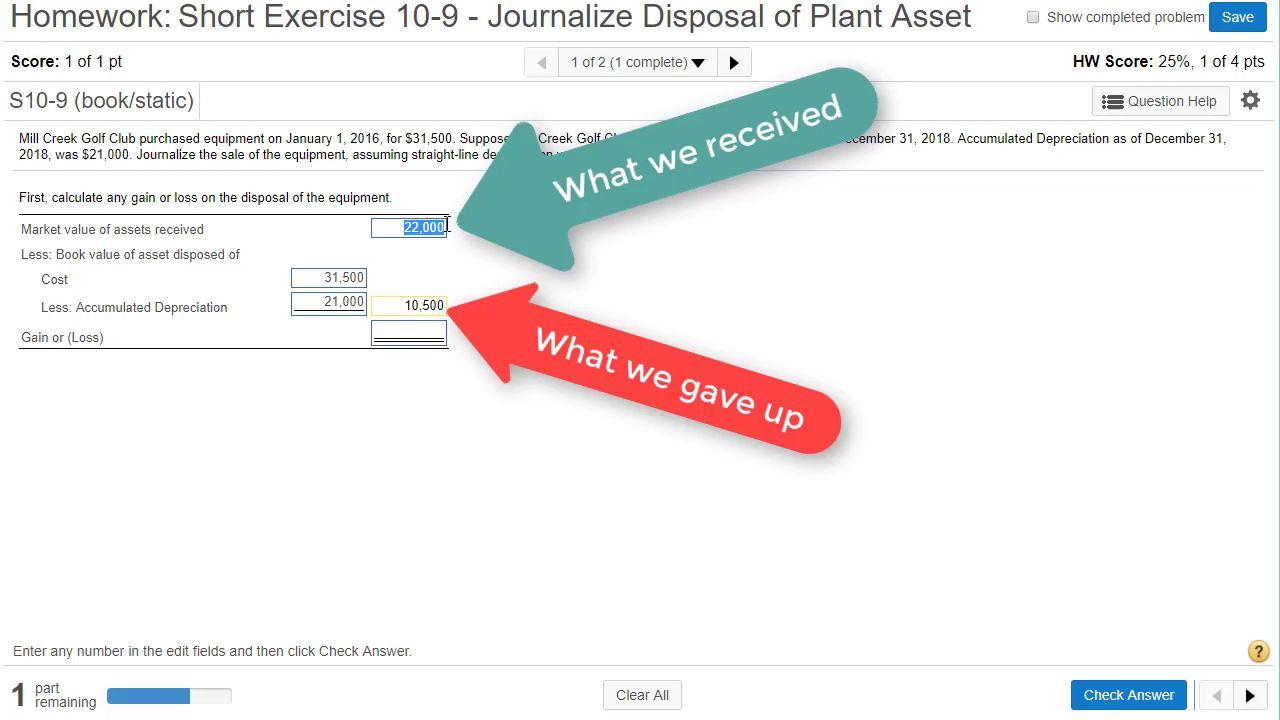 Homework: Short Exercise 10-9 - Journalize Disposal of Plant Asset
Show completed problem
Save
Score: 1 of 1 pt
1 of 2 (1 complete)
HW Score: 25%, 1 of 4 pts
S10-9 (book/static)
Question Help
Mill Creek Golf Club purchased equipment on January 1, 2016, for $31,500. Creek Golf 31, 2018. Accumulated Depreciation as of December 31,
2018, was $21,000. Journalize the sale of the equipment, assuming straight-line
What we received
First, calculate any gain or loss on the disposal of the equipment.
Market value of assets received 22,000
Less: Book value of asset disposed of
Cost 31,500
Less: Accumulated Depreciation 21,000 10,500
Gain or (Loss)
What we gave up
Enter any number in the edit fields and then click Check Answer.
?
1 part
remaining
Clear All
Check Answer